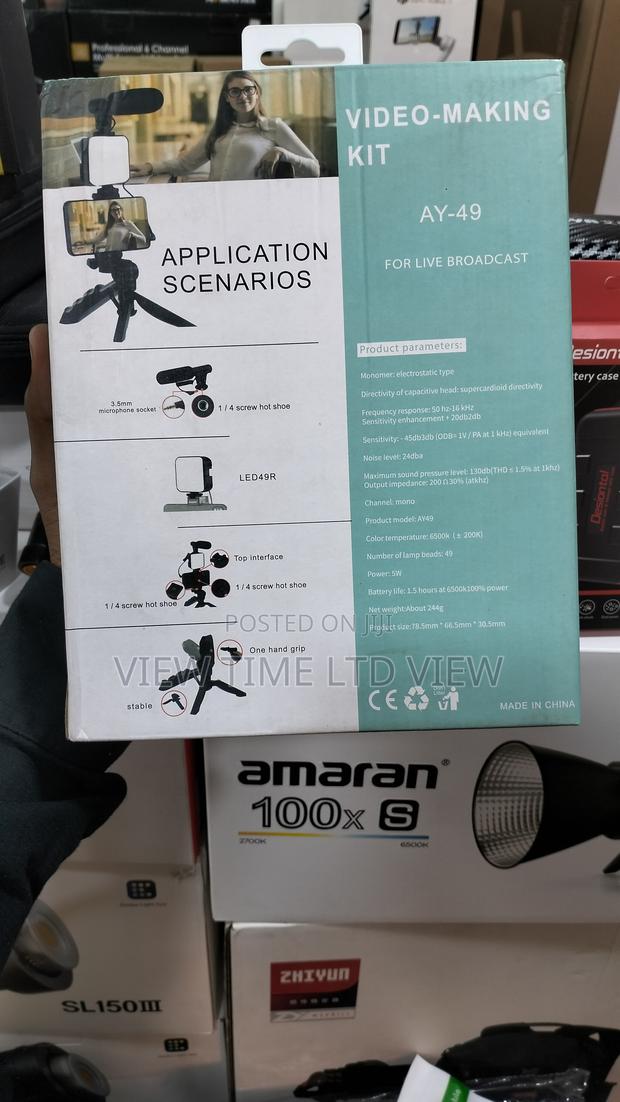 Professional 6 Channel
VIDEO-MAKING
KIT
AY-49
FOR LIVE BROADCAST
APPLICATION
SCENARIOS
3.5mm
microphone socket
1 / 4 screw hot shoe
LED49R
Top interface
1 / 4 screw hot shoe
1 / 4 screw hot shoe
One hand grip
stable
Product parameters:
Monomer: electrostatic type
Directivity of capacitive head: supercardioid directivity
Frequency response: 50 hz-16 kHz
Sensitivity enhancement + 20db2db
Sensitivity: - 45db3db (ODB= 1V / PA at 1 kHz) equivalent
Noise level: 24dba
Maximum sound pressure level: 130db(THD ≤ 1.5% at 1khz)
Output impedance: 200 Ω30% (atkhz)
Channel: mono
Product model: AY49
Color temperature: 6500k ( ± 200K)
Number of lamp beads: 49
Power: 5W
Battery life: 1.5 hours at 6500k100% power
Net weight:About 244g
Product size:78.5mm * 66.5mm * 30.5mm
CE
MADE IN CHINA
POSTED ON JIJI
VIEW TIME LTD VIEW
tery case
Desiontal
amaran®
100x S
2700K
6500K
SL150III
ZHIYUN